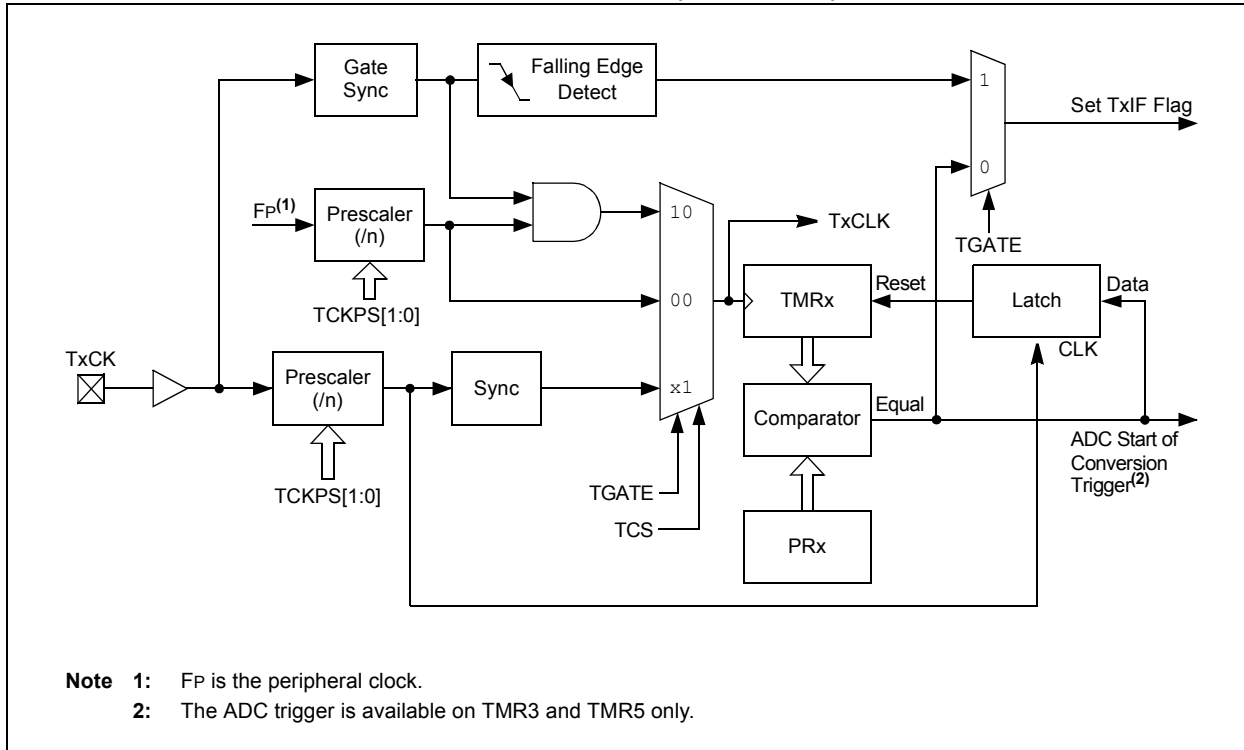 Gate
Sync
Falling Edge
Detect
1
Set TxIF Flag
0
FP(1)
Prescaler
(/n)
10
TxCLK
TGATE
TCKPS[1:0]
00
TMRx
Reset
Latch
Data
CLK
TxCK
Prescaler
(/n)
Sync
x1
Comparator
Equal
ADC Start of
Conversion
Trigger(2)
TCKPS[1:0]
TGATE
TCS
PRx
Note 1: FP is the peripheral clock.
2: The ADC trigger is available on TMR3 and TMR5 only.